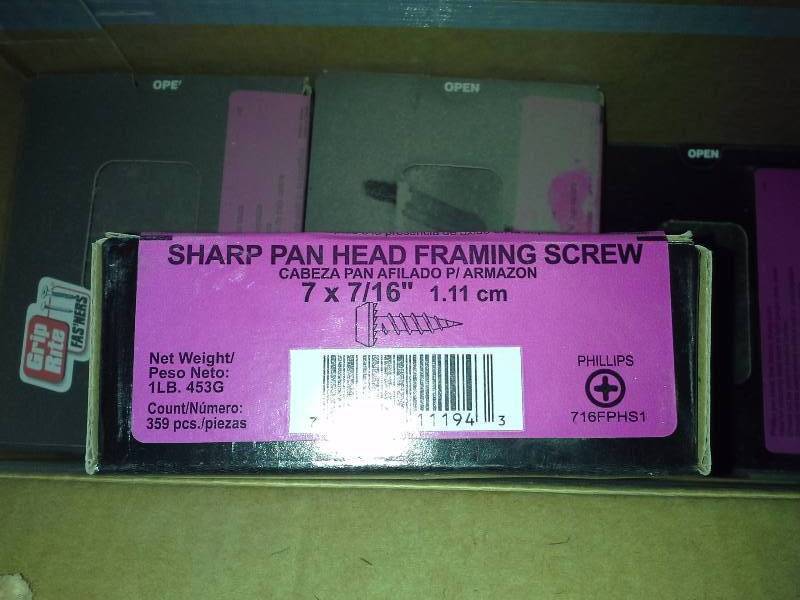 OPE
OPEN
OPEN
SHARP PAN HEAD FRAMING SCREW
CABEZA PAN AFILADO P/ ARMAZON
7 x 7/16" 1.11 cm
Grip
Rite
FAS'NERS
Net Weight/
Peso Neto:
1LB. 453G
Count/Número:
359 pcs./piezas
7 11194 3
PHILLIPS
716FPHS1